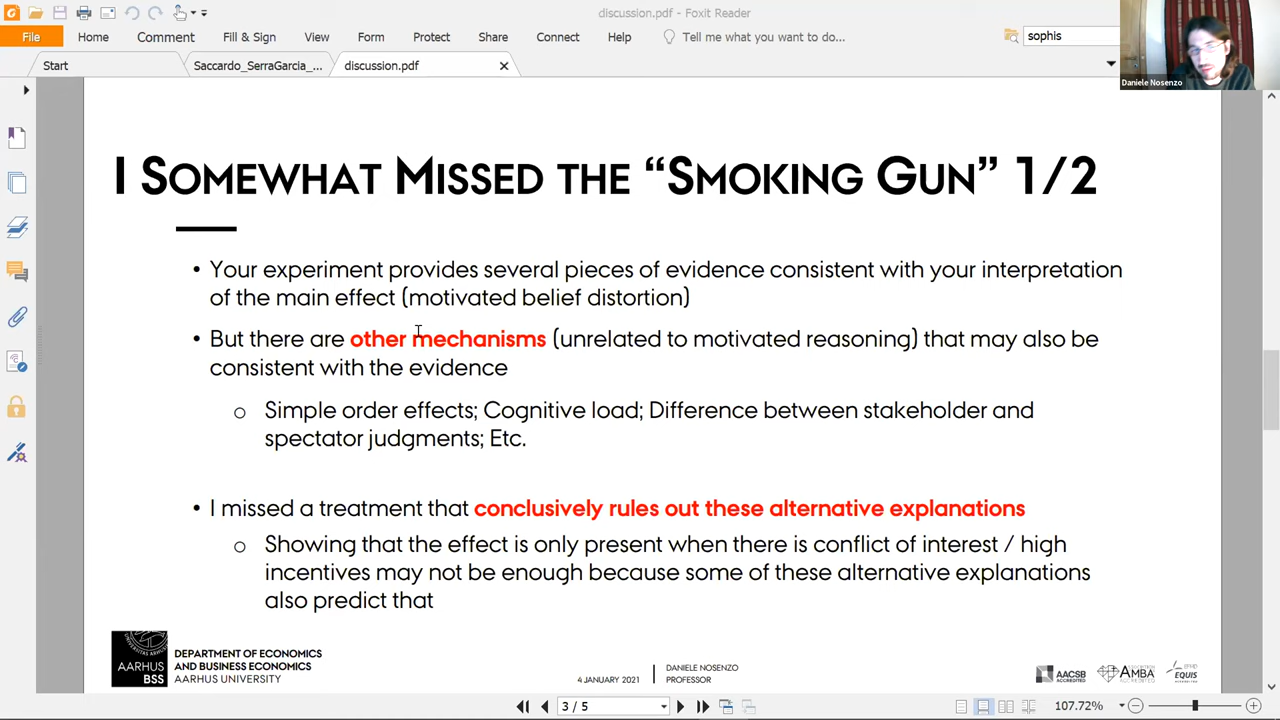 discussion.pdf - Foxit Reader
File Home Comment Fill & Sign View Form Protect Share Connect Help Tell me what you want to do... sophis
Start Saccardo_SerraGarcia_... discussion.pdf
Daniele Nosenzo
I SOMEWHAT MISSED THE “SMOKING GUN” 1/2
• Your experiment provides several pieces of evidence consistent with your interpretation
of the main effect (motivated belief distortion)
• But there are other mechanisms (unrelated to motivated reasoning) that may also be
consistent with the evidence
o Simple order effects; Cognitive load; Difference between stakeholder and
spectator judgments; Etc.
• I missed a treatment that conclusively rules out these alternative explanations
o Showing that the effect is only present when there is conflict of interest / high
incentives may not be enough because some of these alternative explanations
also predict that
AARHUS
BSS
DEPARTMENT OF ECONOMICS
AND BUSINESS ECONOMICS
AARHUS UNIVERSITY
4 JANUARY 2021
DANIELE NOSENZO
PROFESSOR
AACSB
ACCREDITED
AMBA
ACCREDITED
EFMD
EQUIS
ACCREDITED
3 / 5
107.72%